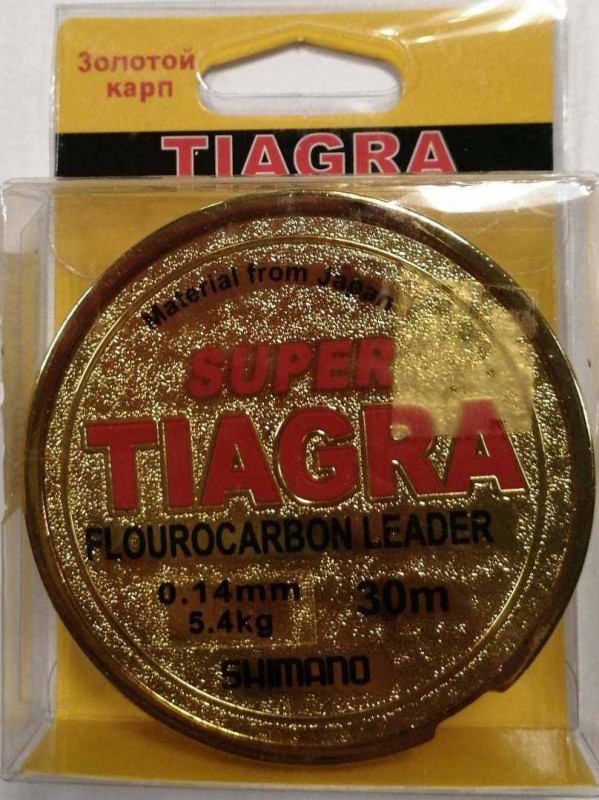 Золотой
карп
TIAGRA
Material from Japan
SUPER
TIAGRA
FLOUROCARBON LEADER
0.14mm 30m
5.4kg
SHIMANO